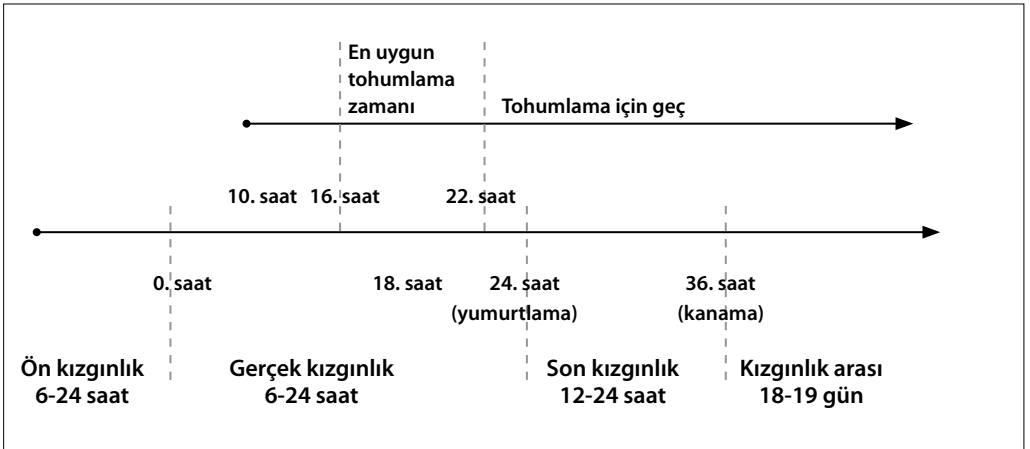 En uygun
tohumlama
zamanı
Tohumlama için geç
10. saat 16. saat 22. saat
0. saat 18. saat 24. saat 36. saat
(yumurtlama) (kanama)
Ön kızgınlık Gerçek kızgınlık Son kızgınlık Kızgınlık arası
6-24 saat 6-24 saat 12-24 saat 18-19 gün